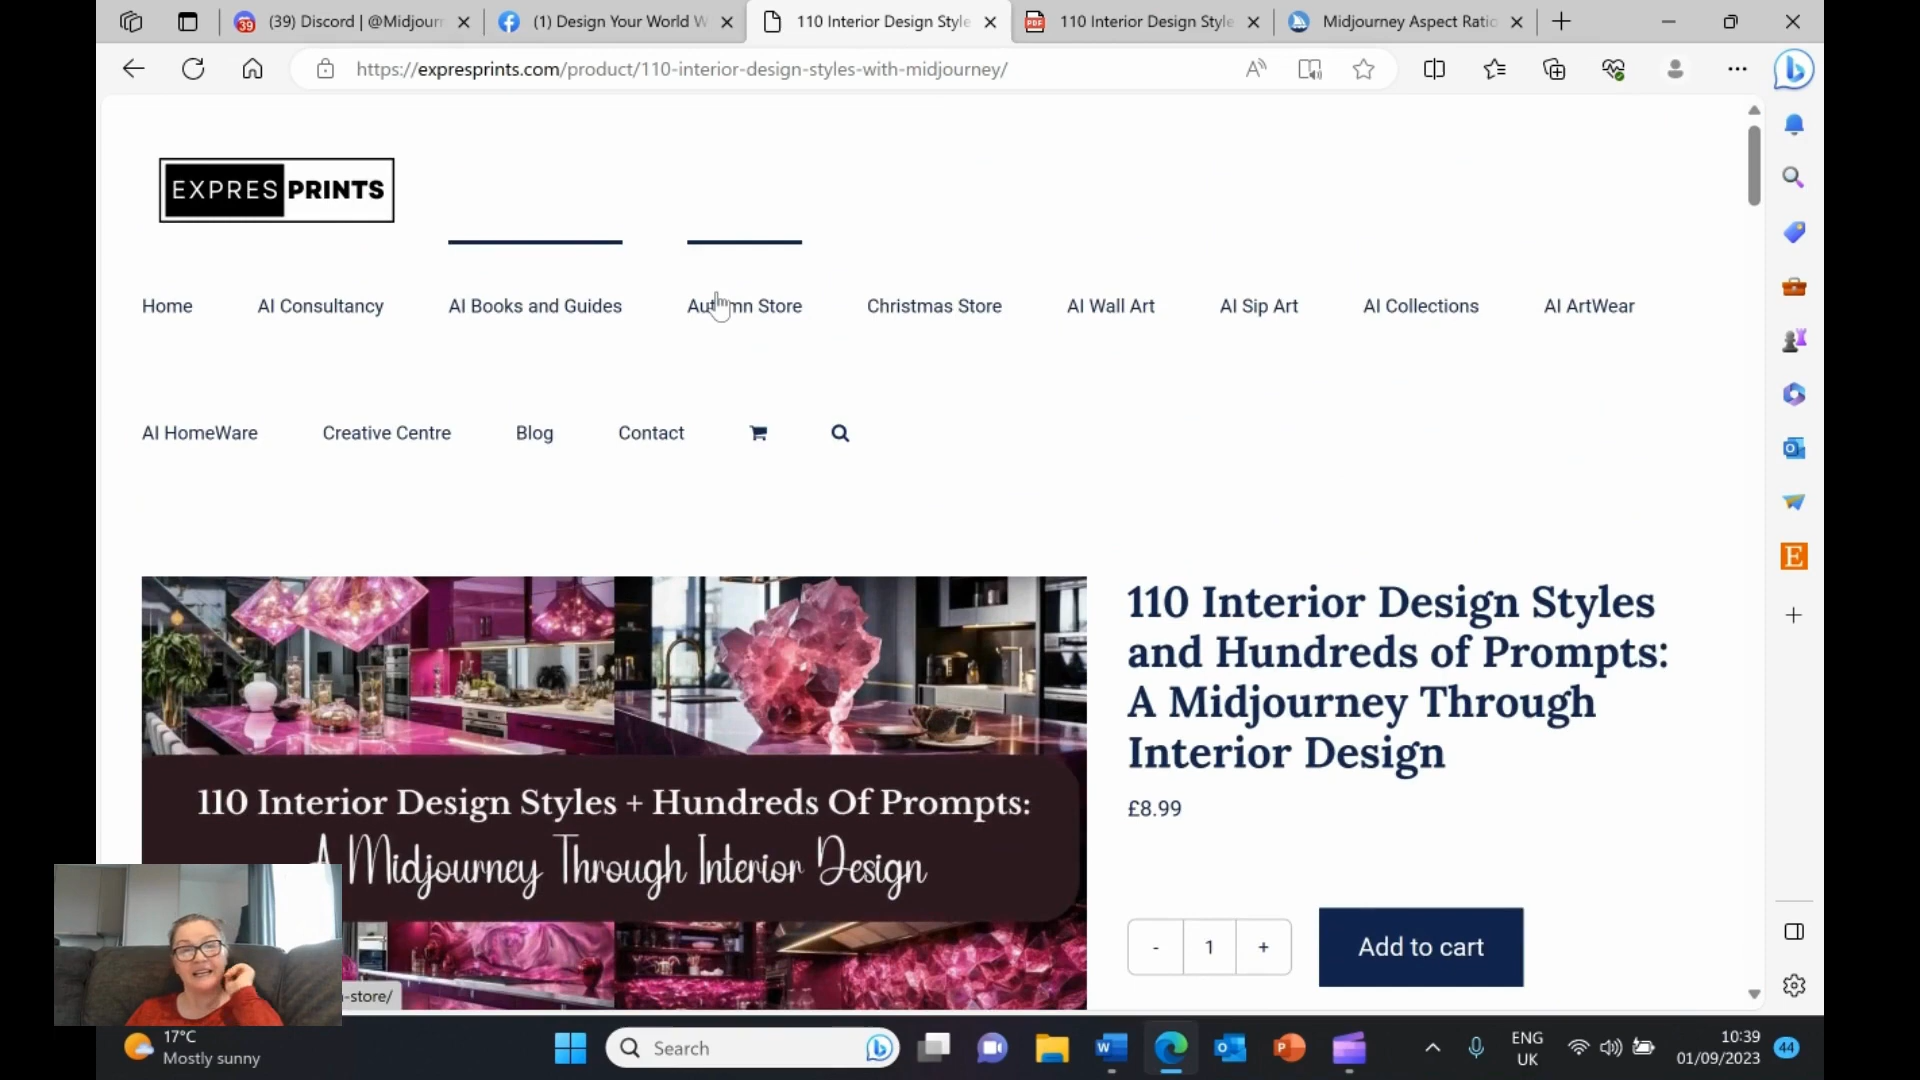 39
(39) Discord | @Midjourn
(1) Design Your World W
110 Interior Design Style
PDF
110 Interior Design Style
Midjourney Aspect Ratio
https://expresprints.com/product/110-interior-design-styles-with-midjourney/
EXPRES PRINTS
Home
AI Consultancy
AI Books and Guides
Autumn Store
Christmas Store
AI Wall Art
AI Sip Art
AI Collections
AI ArtWear
AI HomeWare
Creative Centre
Blog
Contact
110 Interior Design Styles
and Hundreds of Prompts:
A Midjourney Through
Interior Design
£8.99
110 Interior Design Styles + Hundreds Of Prompts:
A Midjourney Through Interior Design
- 1 +
Add to cart
-store/
E
17°C
Mostly sunny
Search
ENG
UK
10:39
01/09/2023
44